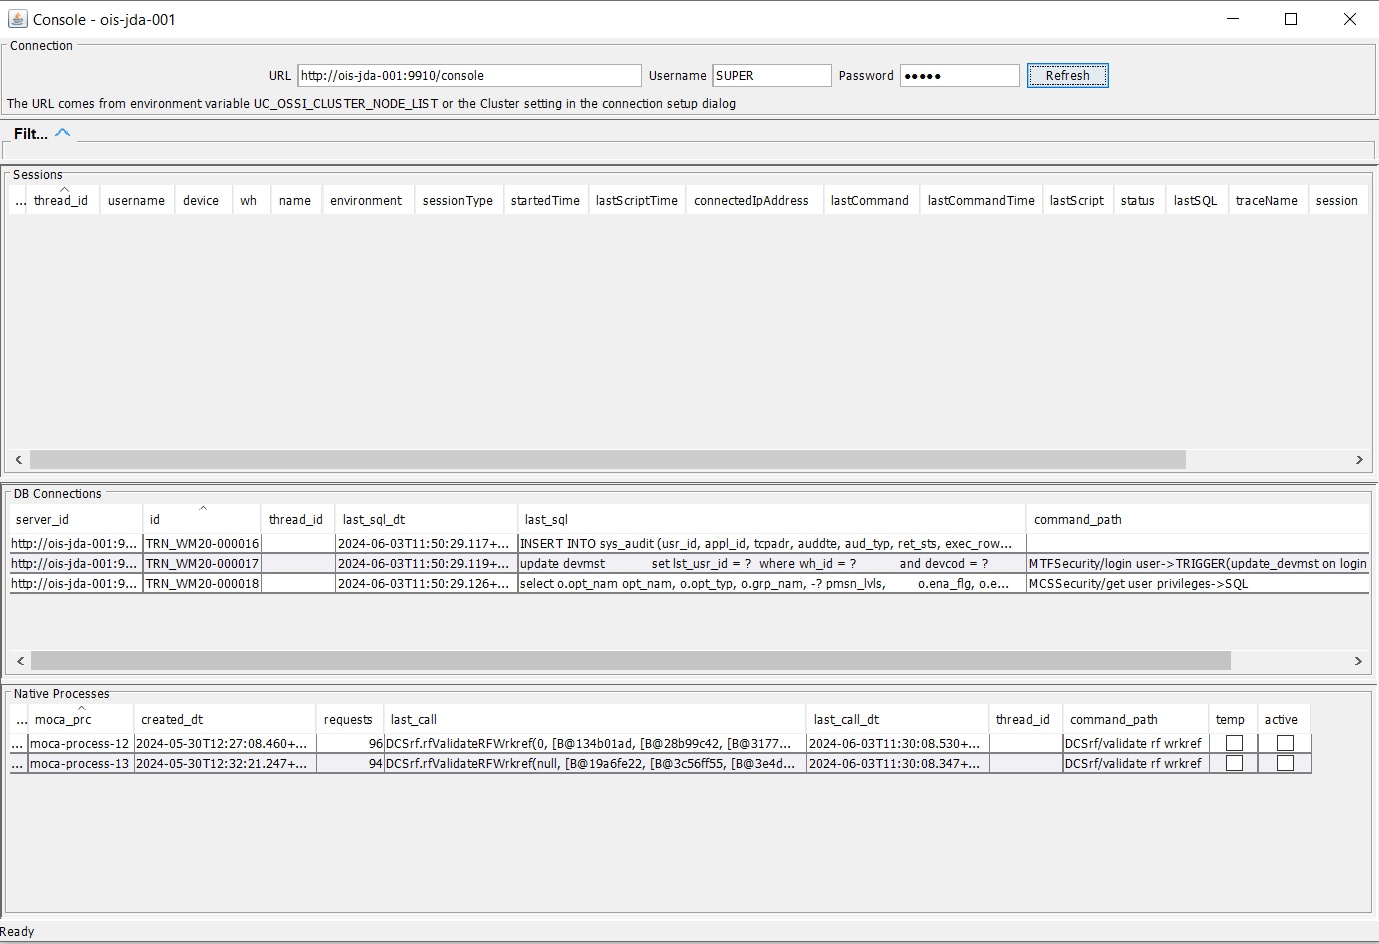 Console - ois-jda-001
Connection
URL http://ois-jda-001:9910/console Username SUPER Password ●●●●● Refresh
The URL comes from environment variable UC_OSSI_CLUSTER_NODE_LIST or the Cluster setting in the connection setup dialog
Filt...
Sessions
... thread_id username device wh name environment sessionType startedTime lastScriptTime connectedIpAddress lastCommand lastCommandTime lastScript status lastSQL traceName session
DB Connections
server_id id thread_id last_sql_dt last_sql command_path
http://ois-jda-001:9... TRN_WM20-000016 2024-06-03T11:50:29.117+... INSERT INTO sys_audit (usr_id, appl_id, tcpadr, auddte, aud_typ, ret_sts, exec_row...
http://ois-jda-001:9... TRN_WM20-000017 2024-06-03T11:50:29.119+... update devmst set lst_usr_id = ? where wh_id = ? and devcod = ? MTFSecurity/login user->TRIGGER(update_devmst on login
http://ois-jda-001:9... TRN_WM20-000018 2024-06-03T11:50:29.126+... select o.opt_nam opt_nam, o.opt_typ, o.grp_nam, -? pmsn_lvls, o.ena_flg, o.e... MCSSecurity/get user privileges->SQL
Native Processes
... moca_prc created_dt requests last_call last_call_dt thread_id command_path temp active
... moca-process-12 2024-05-30T12:27:08.460+... 96 DCSrf.rfValidateRFWrkref(0, [B@134b01ad, [B@28b99c42, [B@3177... 2024-06-03T11:30:08.530+... DCSrf/validate rf wrkref
... moca-process-13 2024-05-30T12:32:21.247+... 94 DCSrf.rfValidateRFWrkref(null, [B@19a6fe22, [B@3c56ff55, [B@3e4d... 2024-06-03T11:30:08.347+... DCSrf/validate rf wrkref
Ready